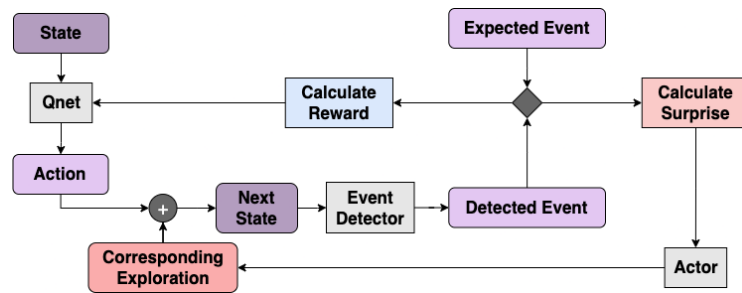 State
Expected Event
Qnet
Calculate
Reward
Calculate
Surprise
Action
+
Next
State
Event
Detector
Detected Event
Corresponding
Exploration
Actor